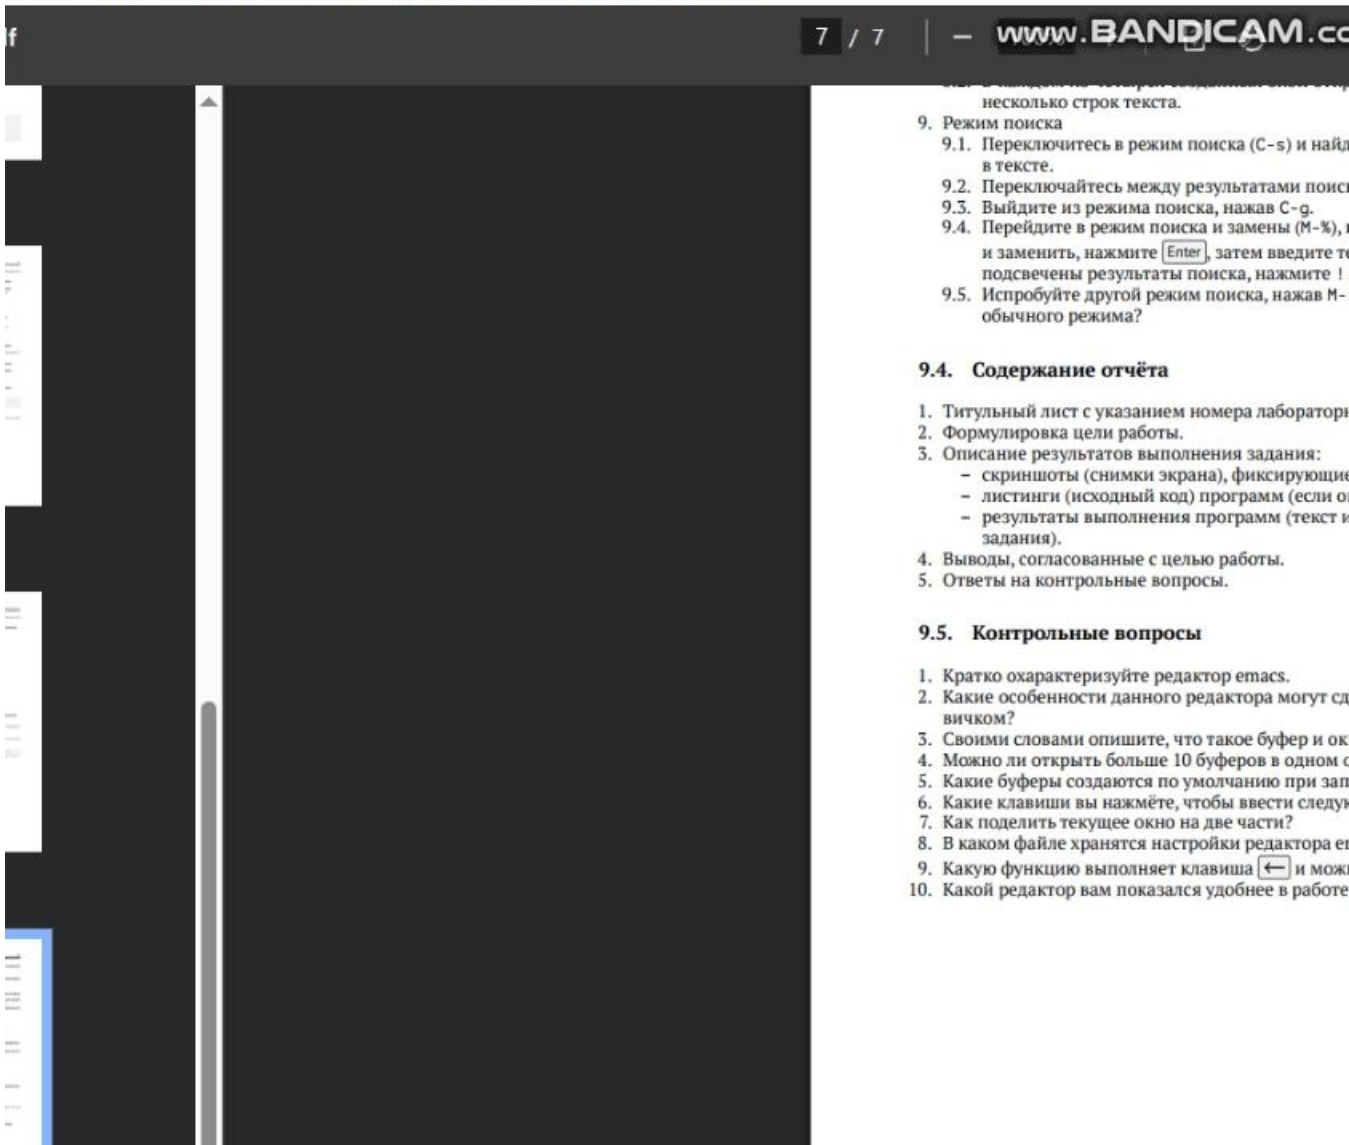 lf
7 / 7
www.BANDICAM.co
несколько строк текста.
9. Режим поиска
9.1. Переключитесь в режим поиска (C-s) и найд
в тексте.
9.2. Переключайтесь между результатами поиск
9.3. Выйдите из режима поиска, нажав C-g.
9.4. Перейдите в режим поиска и замены (M-%),
и заменить, нажмите Enter, затем введите те
подсвечены результаты поиска, нажмите !
9.5. Испробуйте другой режим поиска, нажав M-
обычного режима?
9.4. Содержание отчёта
1. Титульный лист с указанием номера лаборатор
2. Формулировка цели работы.
3. Описание результатов выполнения задания:
– скриншоты (снимки экрана), фиксирующие
– листинги (исходный код) программ (если о
– результаты выполнения программ (текст и
задания).
4. Выводы, согласованные с целью работы.
5. Ответы на контрольные вопросы.
9.5. Контрольные вопросы
1. Кратко охарактеризуйте редактор emacs.
2. Какие особенности данного редактора могут сд
вичком?
3. Своими словами опишите, что такое буфер и ок
4. Можно ли открыть больше 10 буферов в одном о
5. Какие буферы создаются по умолчанию при зап
6. Какие клавиши вы нажмёте, чтобы ввести следу
7. Как поделить текущее окно на две части?
8. В каком файле хранятся настройки редактора e
9. Какую функцию выполняет клавиша ← и мож
10. Какой редактор вам показался удобнее в работе